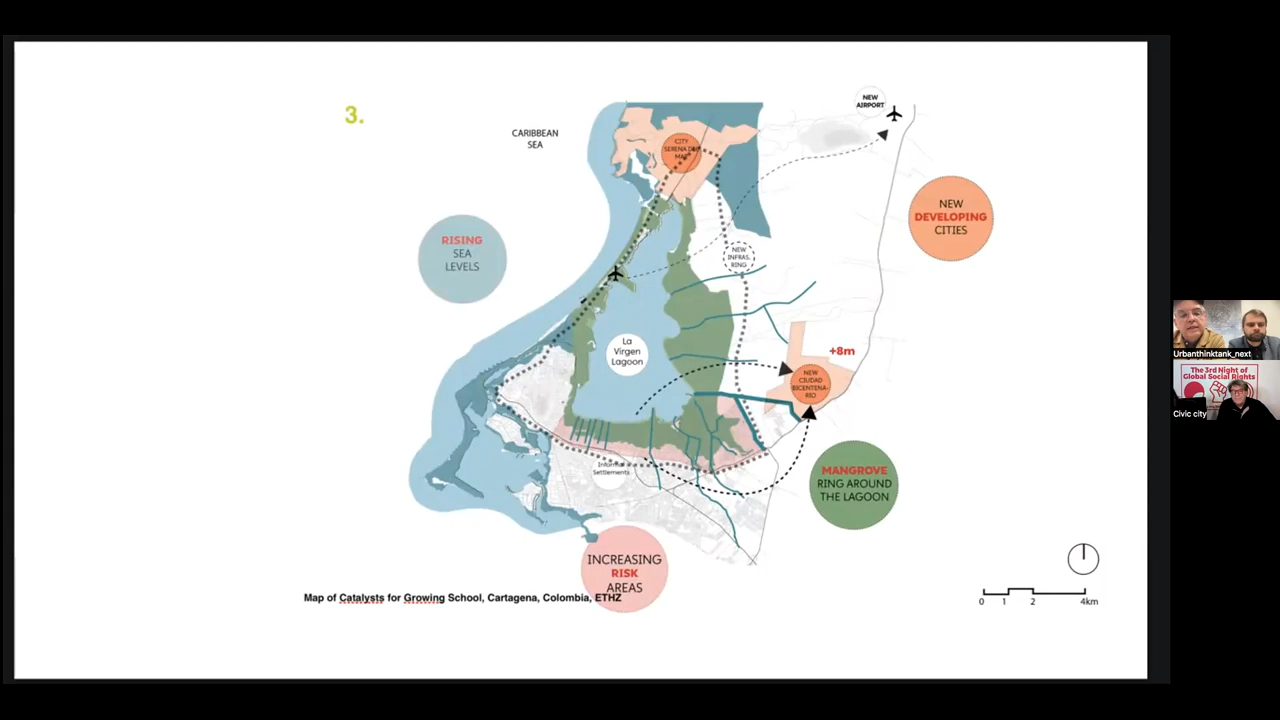 3.
CARIBBEAN
SEA
CITY
SERENA DEL
MAR
NEW
AIRPORT
NEW
DEVELOPING
CITIES
RISING
SEA
LEVELS
NEW
INFRAS.
RING
La
Virgen
Lagoon
+8m
NEW
CIUDAD
BICENTENA-
RIO
Informal
Settlements
MANGROVE
RING AROUND
THE LAGOON
INCREASING
RISK
AREAS
Map of Catalysts for Growing School, Cartagena, Colombia, ETHZ
0 1 2 4km
Urbanthinktank_next
The 3rd Night of
Global Social Rights
Civic city